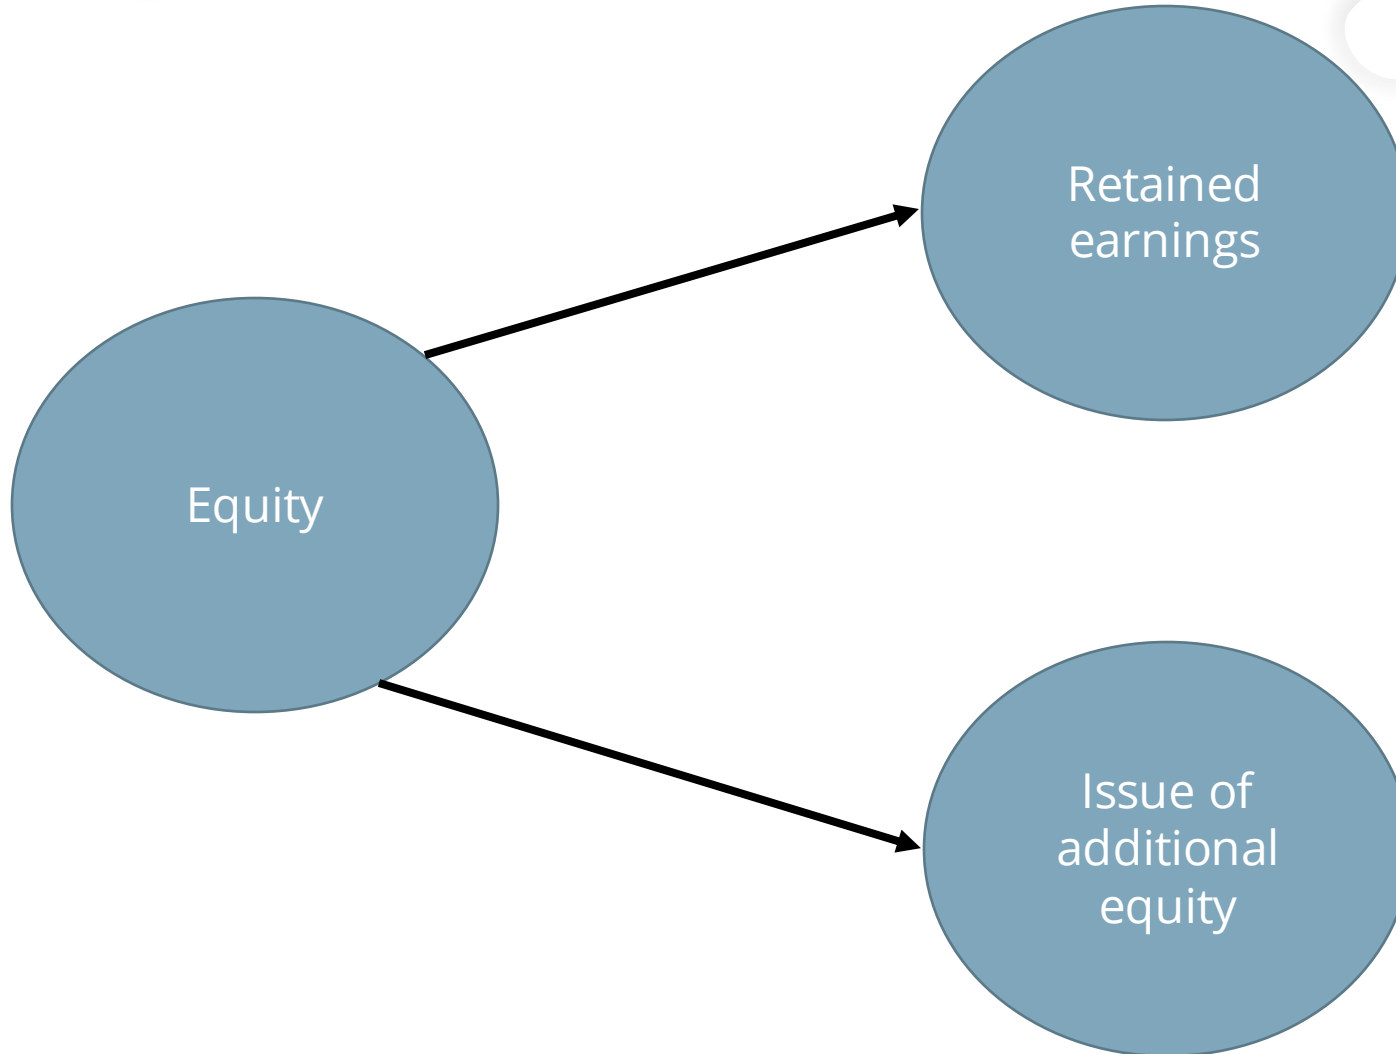 Retained
earnings
Equity
Issue of
additional
equity